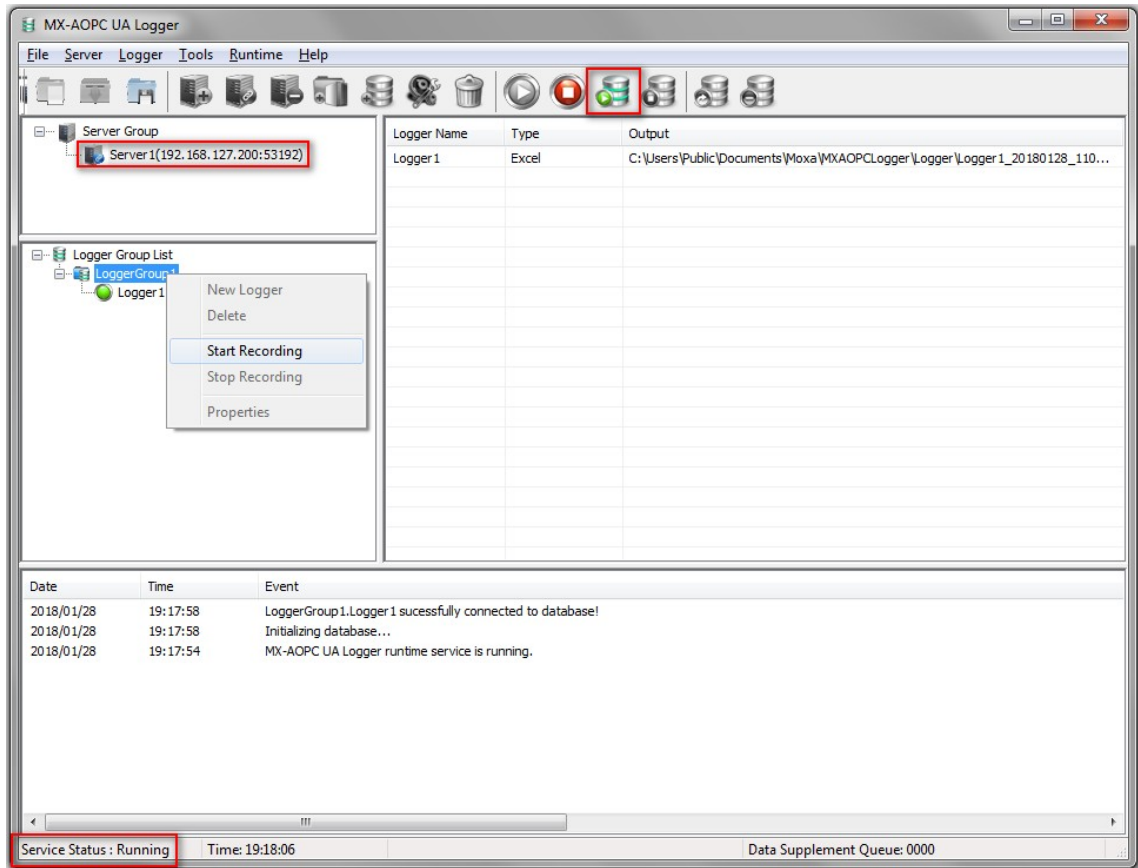 MX-AOPC UA Logger
File Server Logger Tools Runtime Help
Server Group
Server1(192.168.127.200:53192)
Logger Name Type Output
Logger1 Excel C:\Users\Public\Documents\Moxa\MXAOPCLogger\Logger\Logger1_20180128_110...
Logger Group List
LoggerGroup1
Logger1
New Logger
Delete
Start Recording
Stop Recording
Properties
Date Time Event
2018/01/28 19:17:58 LoggerGroup1.Logger1 sucessfully connected to database!
2018/01/28 19:17:58 Initializing database...
2018/01/28 19:17:54 MX-AOPC UA Logger runtime service is running.
Service Status : Running Time: 19:18:06 Data Supplement Queue: 0000